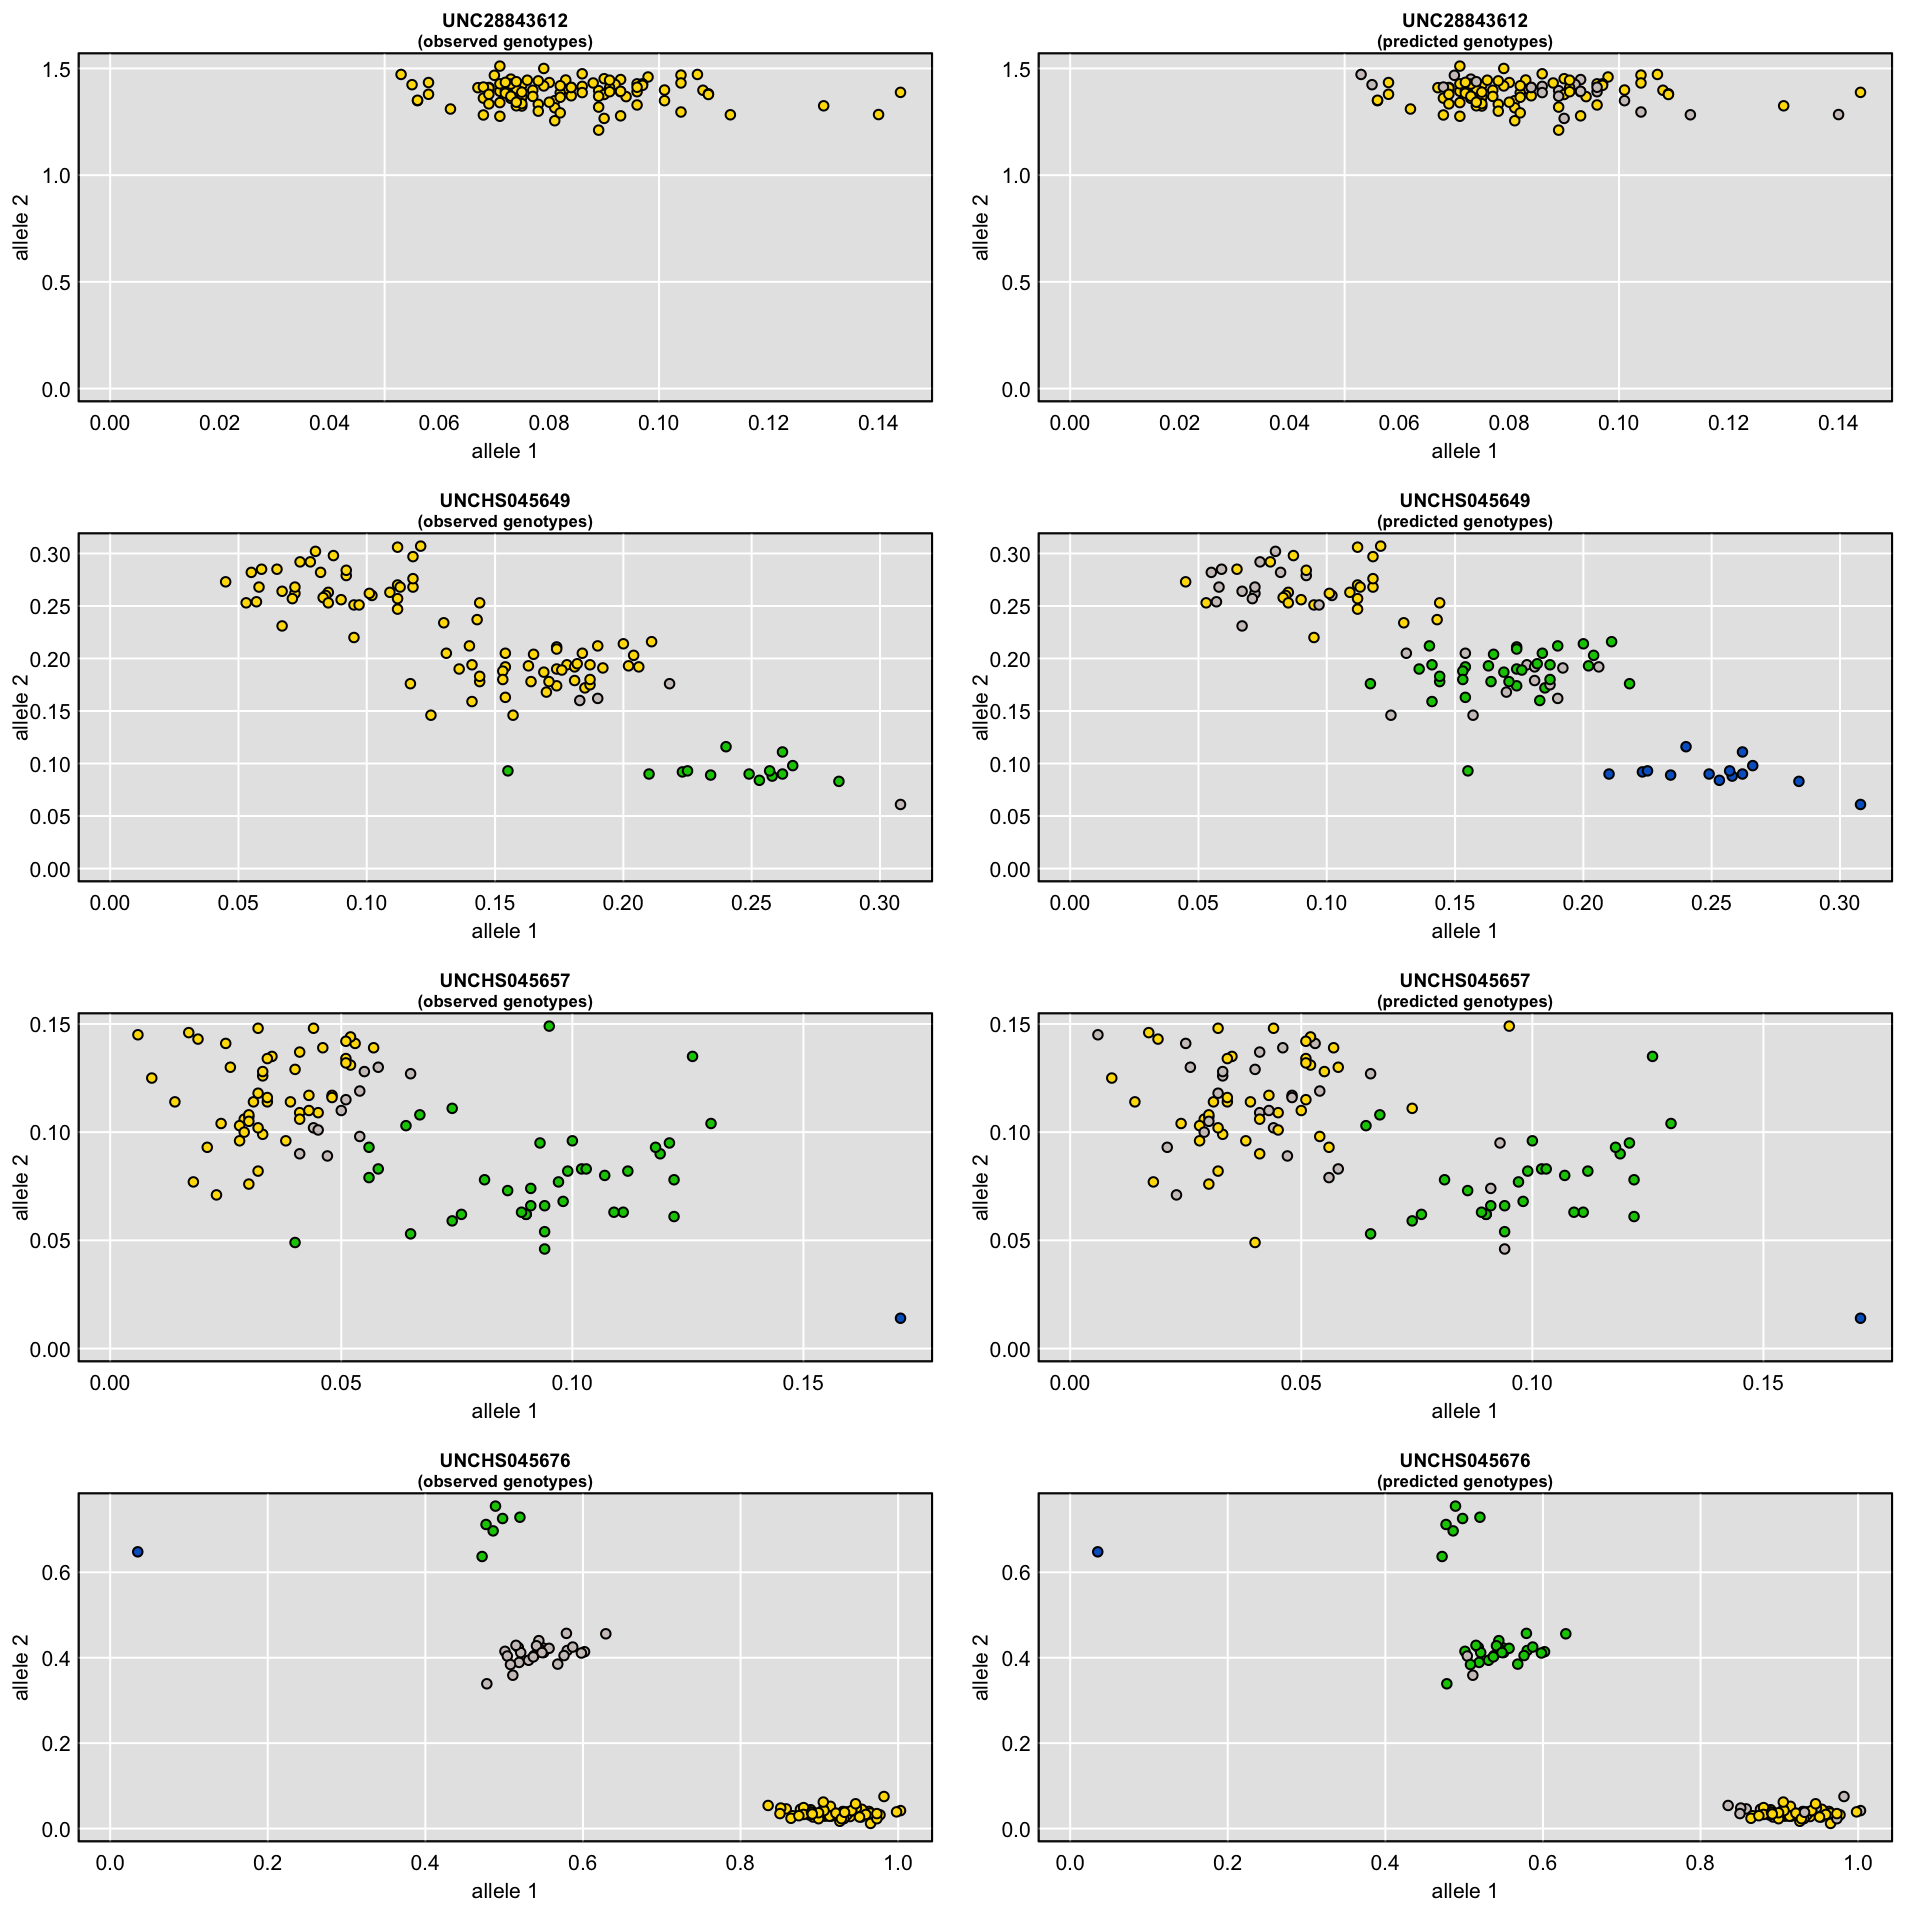 UNC28843612
(observed genotypes)
allele 2
1.5
1.0
0.5
0.0
0.00 0.02 0.04 0.06 0.08 0.10 0.12 0.14
allele 1
UNC28843612
(predicted genotypes)
allele 2
1.5
1.0
0.5
0.0
0.00 0.02 0.04 0.06 0.08 0.10 0.12 0.14
allele 1
UNCHS045649
(observed genotypes)
allele 2
0.30
0.25
0.20
0.15
0.10
0.05
0.00
0.00 0.05 0.10 0.15 0.20 0.25 0.30
allele 1
UNCHS045649
(predicted genotypes)
allele 2
0.30
0.25
0.20
0.15
0.10
0.05
0.00
0.00 0.05 0.10 0.15 0.20 0.25 0.30
allele 1
UNCHS045657
(observed genotypes)
allele 2
0.15
0.10
0.05
0.00
0.00 0.05 0.10 0.15
allele 1
UNCHS045657
(predicted genotypes)
allele 2
0.15
0.10
0.05
0.00
0.00 0.05 0.10 0.15
allele 1
UNCHS045676
(observed genotypes)
allele 2
0.6
0.4
0.2
0.0
0.0 0.2 0.4 0.6 0.8 1.0
allele 1
UNCHS045676
(predicted genotypes)
allele 2
0.6
0.4
0.2
0.0
0.0 0.2 0.4 0.6 0.8 1.0
allele 1